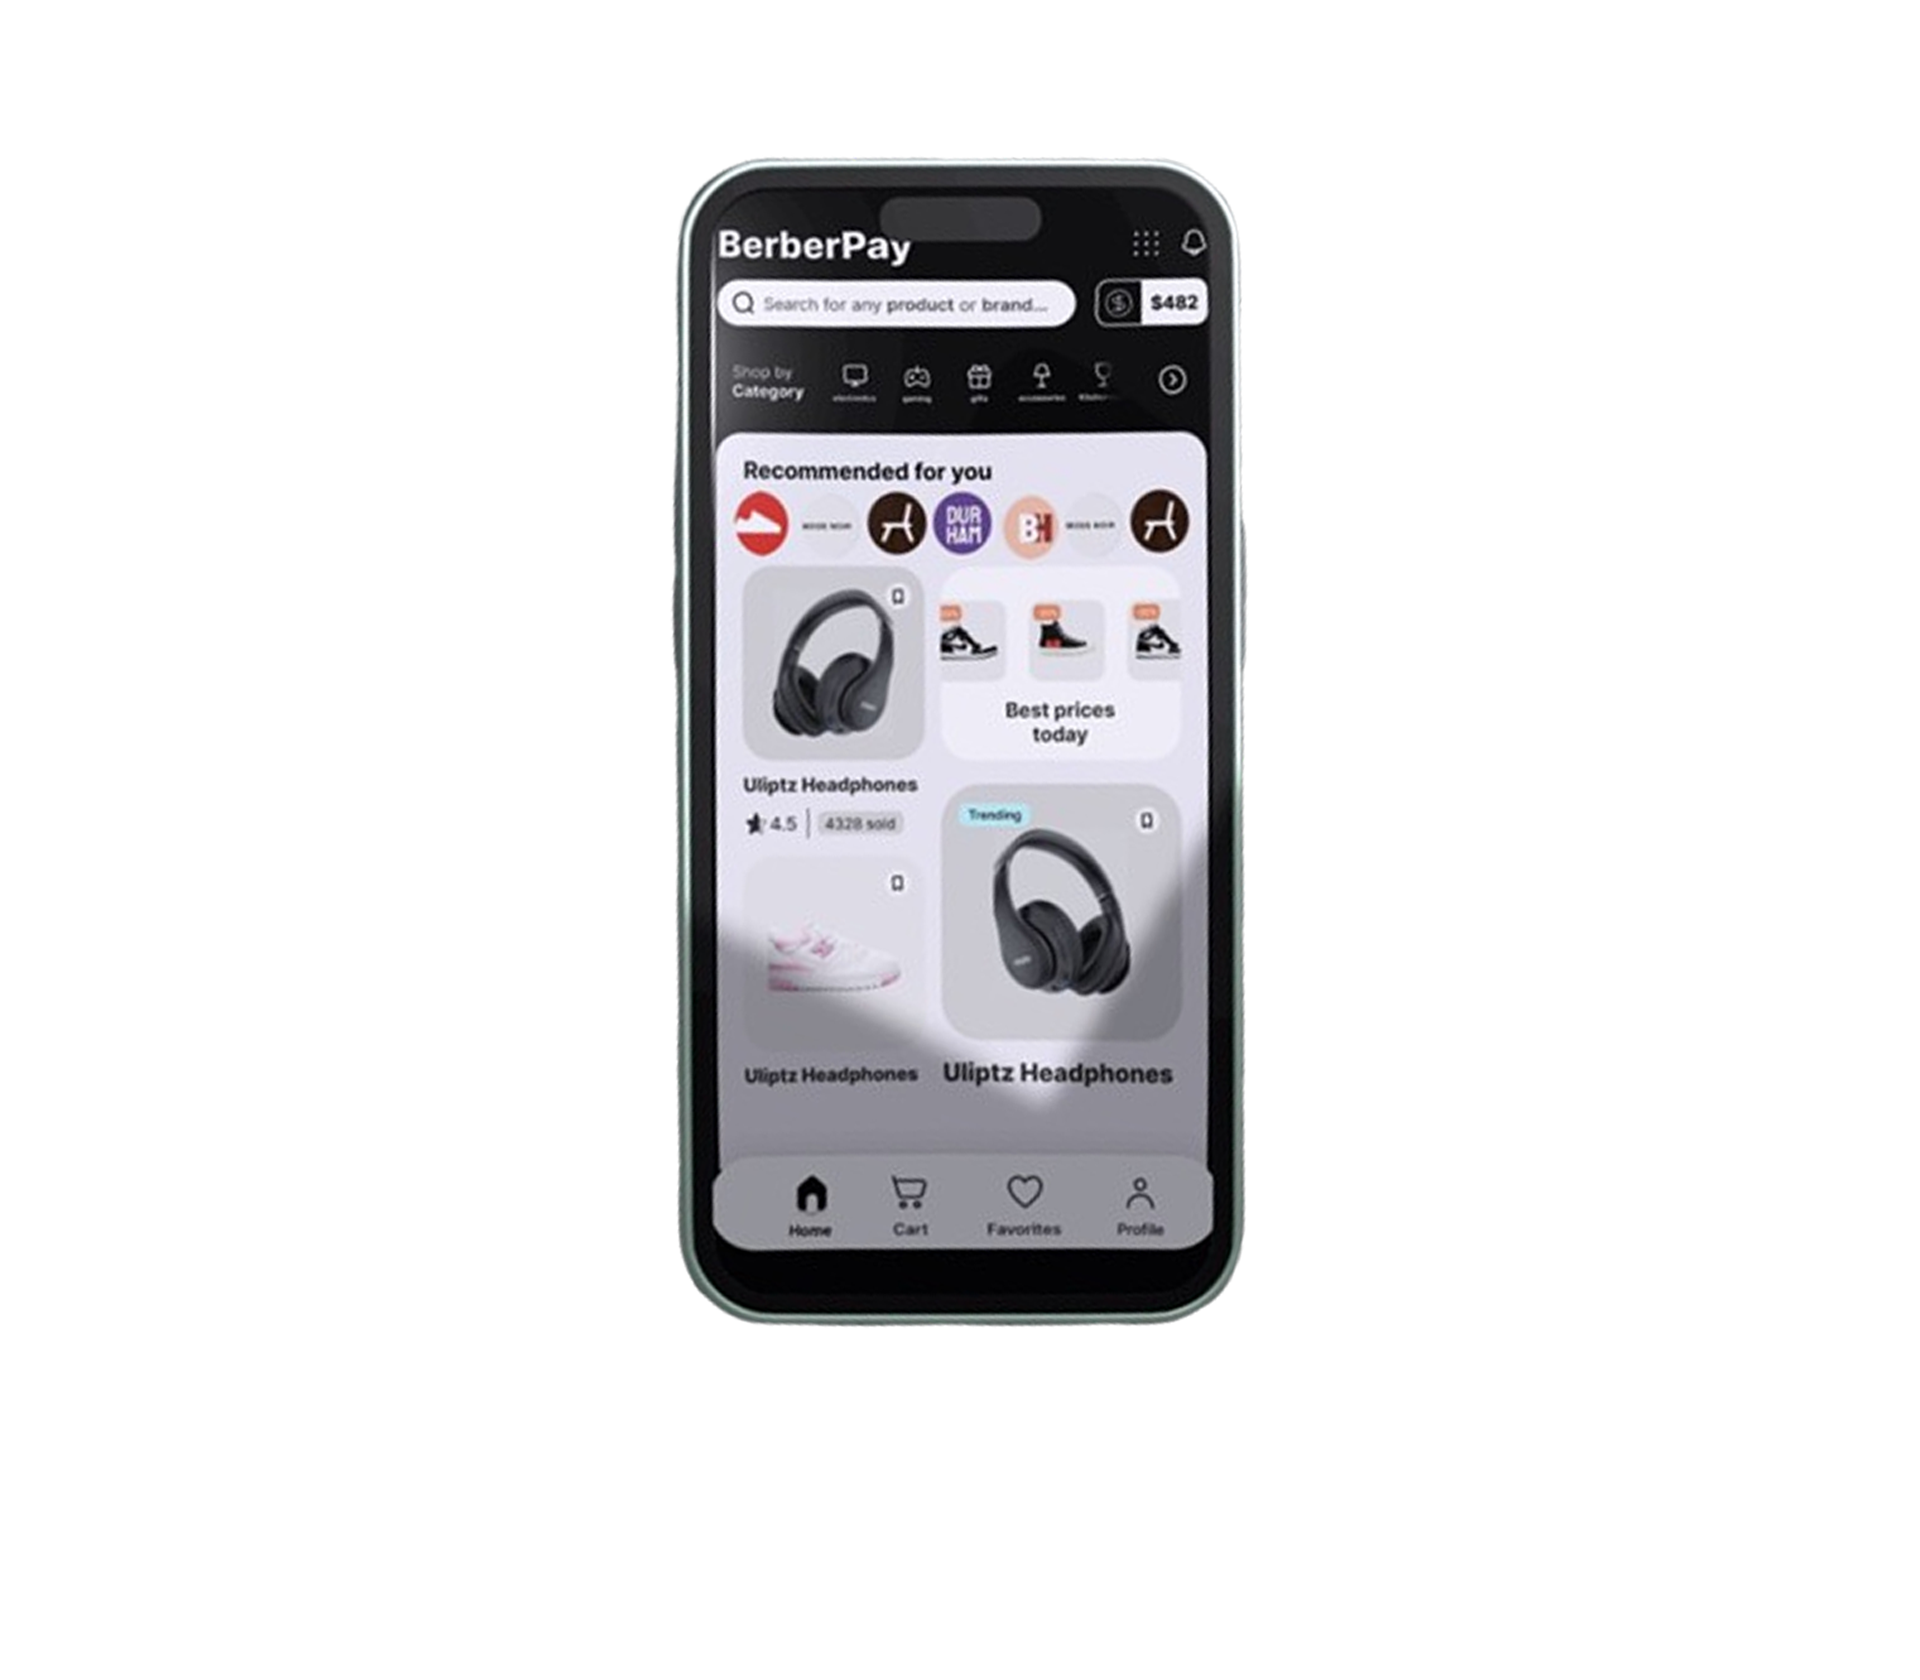 BerberPay
Search for any product or brand...
$482
Shop by
Category
electronics
gaming
gifts
accessories
Recommended for you
DUR
HAM
BH
Best prices
today
Uliptz Headphones
4.5
4328 sold
Trending
Uliptz Headphones
Uliptz Headphones
Home
Cart
Favorites
Profile